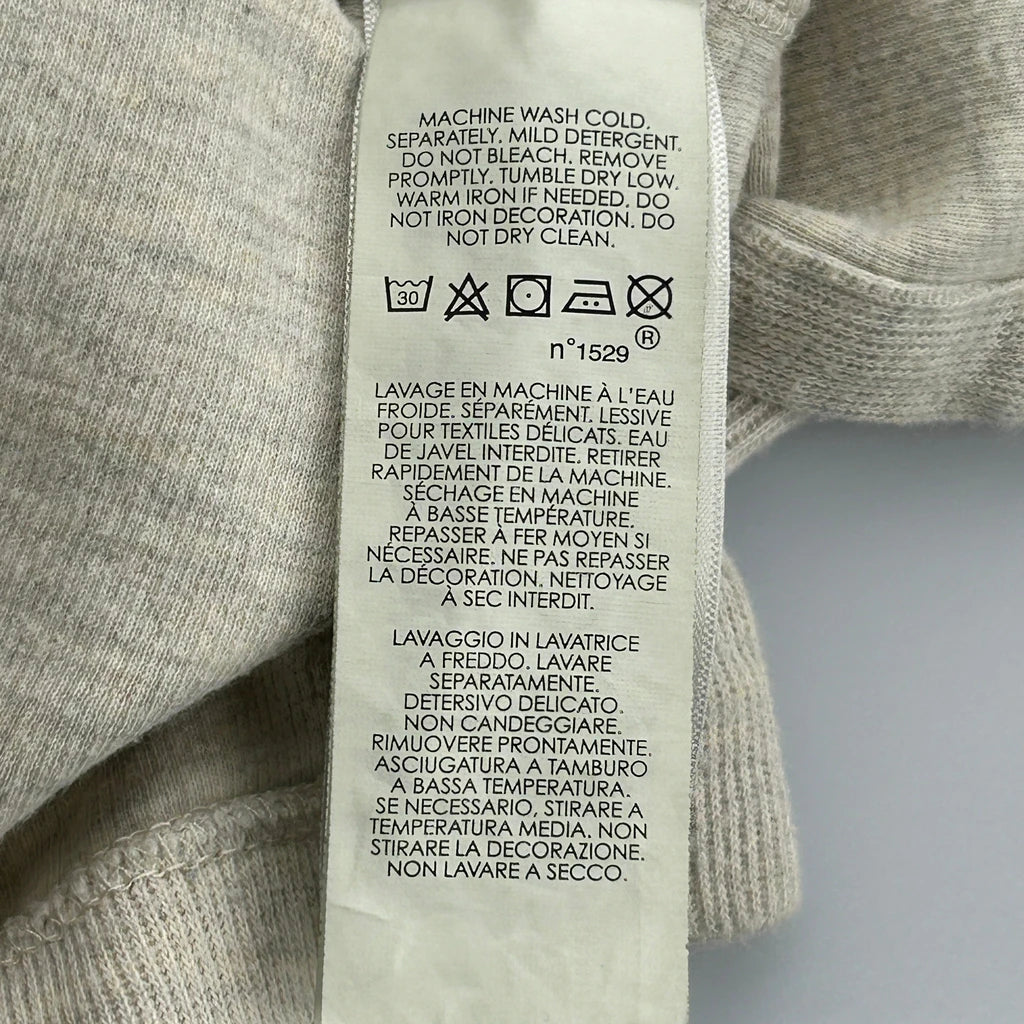 MACHINE WASH COLD,
SEPARATELY. MILD DETERGENT.
DO NOT BLEACH. REMOVE
PROMPTLY. TUMBLE DRY LOW.
WARM IRON IF NEEDED. DO
NOT IRON DECORATION. DO
NOT DRY CLEAN.
30
n°1529 ®
LAVAGE EN MACHINE À L'EAU
FROIDE. SÉPARÉMENT. LESSIVE
POUR TEXTILES DÉLICATS. EAU
DE JAVEL INTERDITE. RETIRER
RAPIDEMENT DE LA MACHINE.
SÉCHAGE EN MACHINE
À BASSE TEMPÉRATURE.
REPASSER À FER MOYEN SI
NÉCESSAIRE. NE PAS REPASSER
LA DÉCORATION. NETTOYAGE
À SEC INTERDIT.
LAVAGGIO IN LAVATRICE
A FREDDO. LAVARE
SEPARATAMENTE.
DETERSIVO DELICATO.
NON CANDEGGIARE.
RIMUOVERE PRONTAMENTE.
ASCIUGATURA A TAMBURO
A BASSA TEMPERATURA.
SE NECESSARIO, STIRARE A
TEMPERATURA MEDIA. NON
STIRARE LA DECORAZIONE.
NON LAVARE A SECCO.